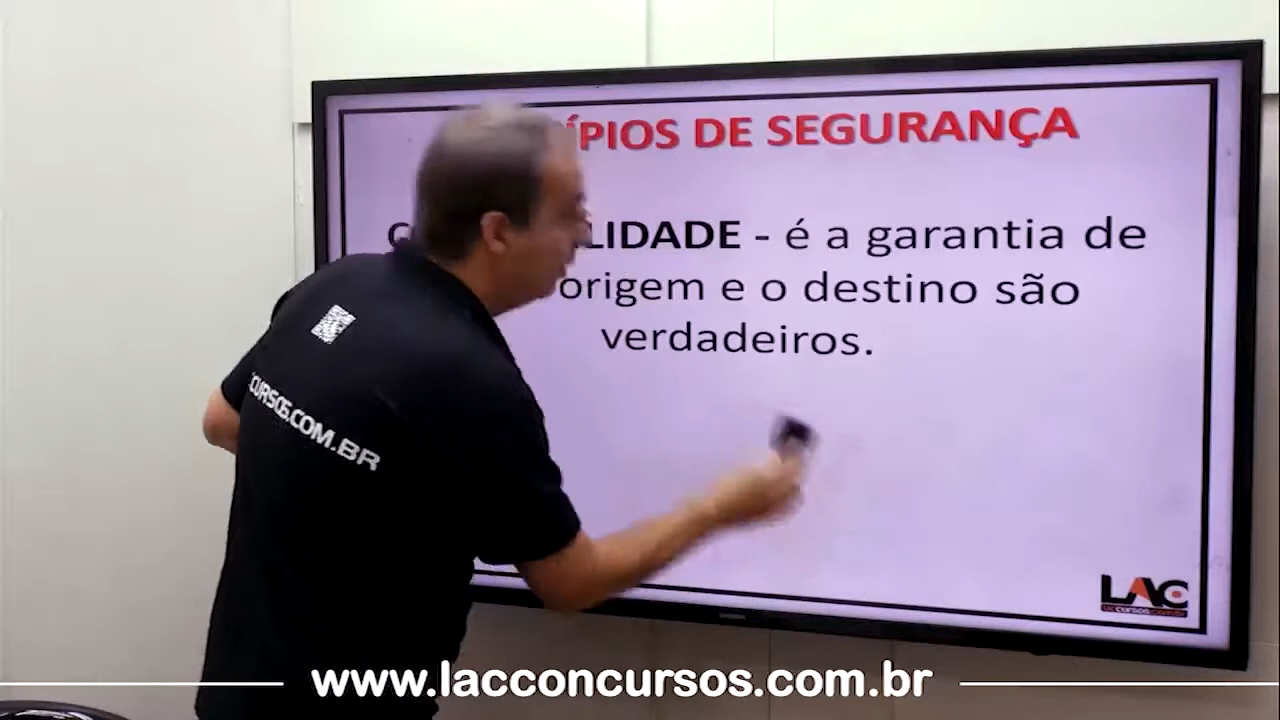 ÍPIOS DE SEGURANÇA
LIDADE - é a garantia de
origem e o destino são
verdadeiros.
CURSOS.COM.BR
LAC
www.lacconcursos.com.br